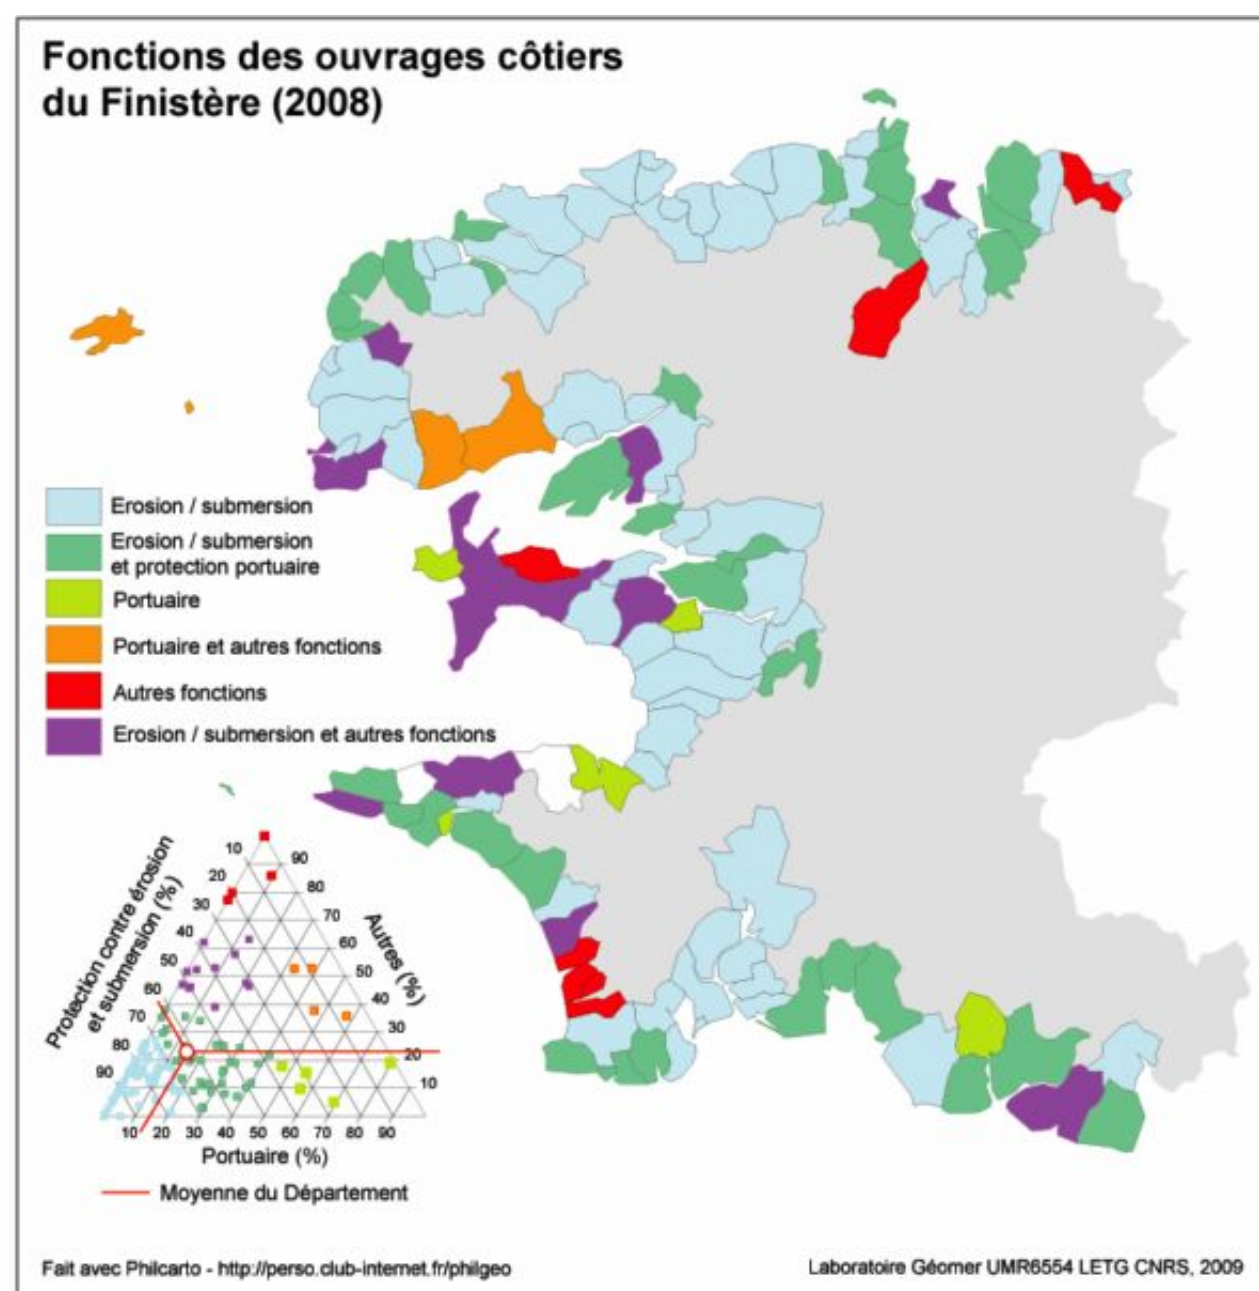 Fonctions des ouvrages côtiers
du Finistère (2008)
Erosion / submersion
Erosion / submersion
et protection portuaire
Portuaire
Portuaire et autres fonctions
Autres fonctions
Erosion / submersion et autres fonctions
Protection contre érosion
et submersion (%)
10
20
30
40
50
60
70
80
90
Autres (%)
90
80
70
60
50
40
30
20
10
10 20 30 40 50 60 70 80 90
Portuaire (%)
Moyenne du Département
Fait avec Philcarto - http://perso.club-internet.fr/philgeo
Laboratoire Géomer UMR6554 LETG CNRS, 2009